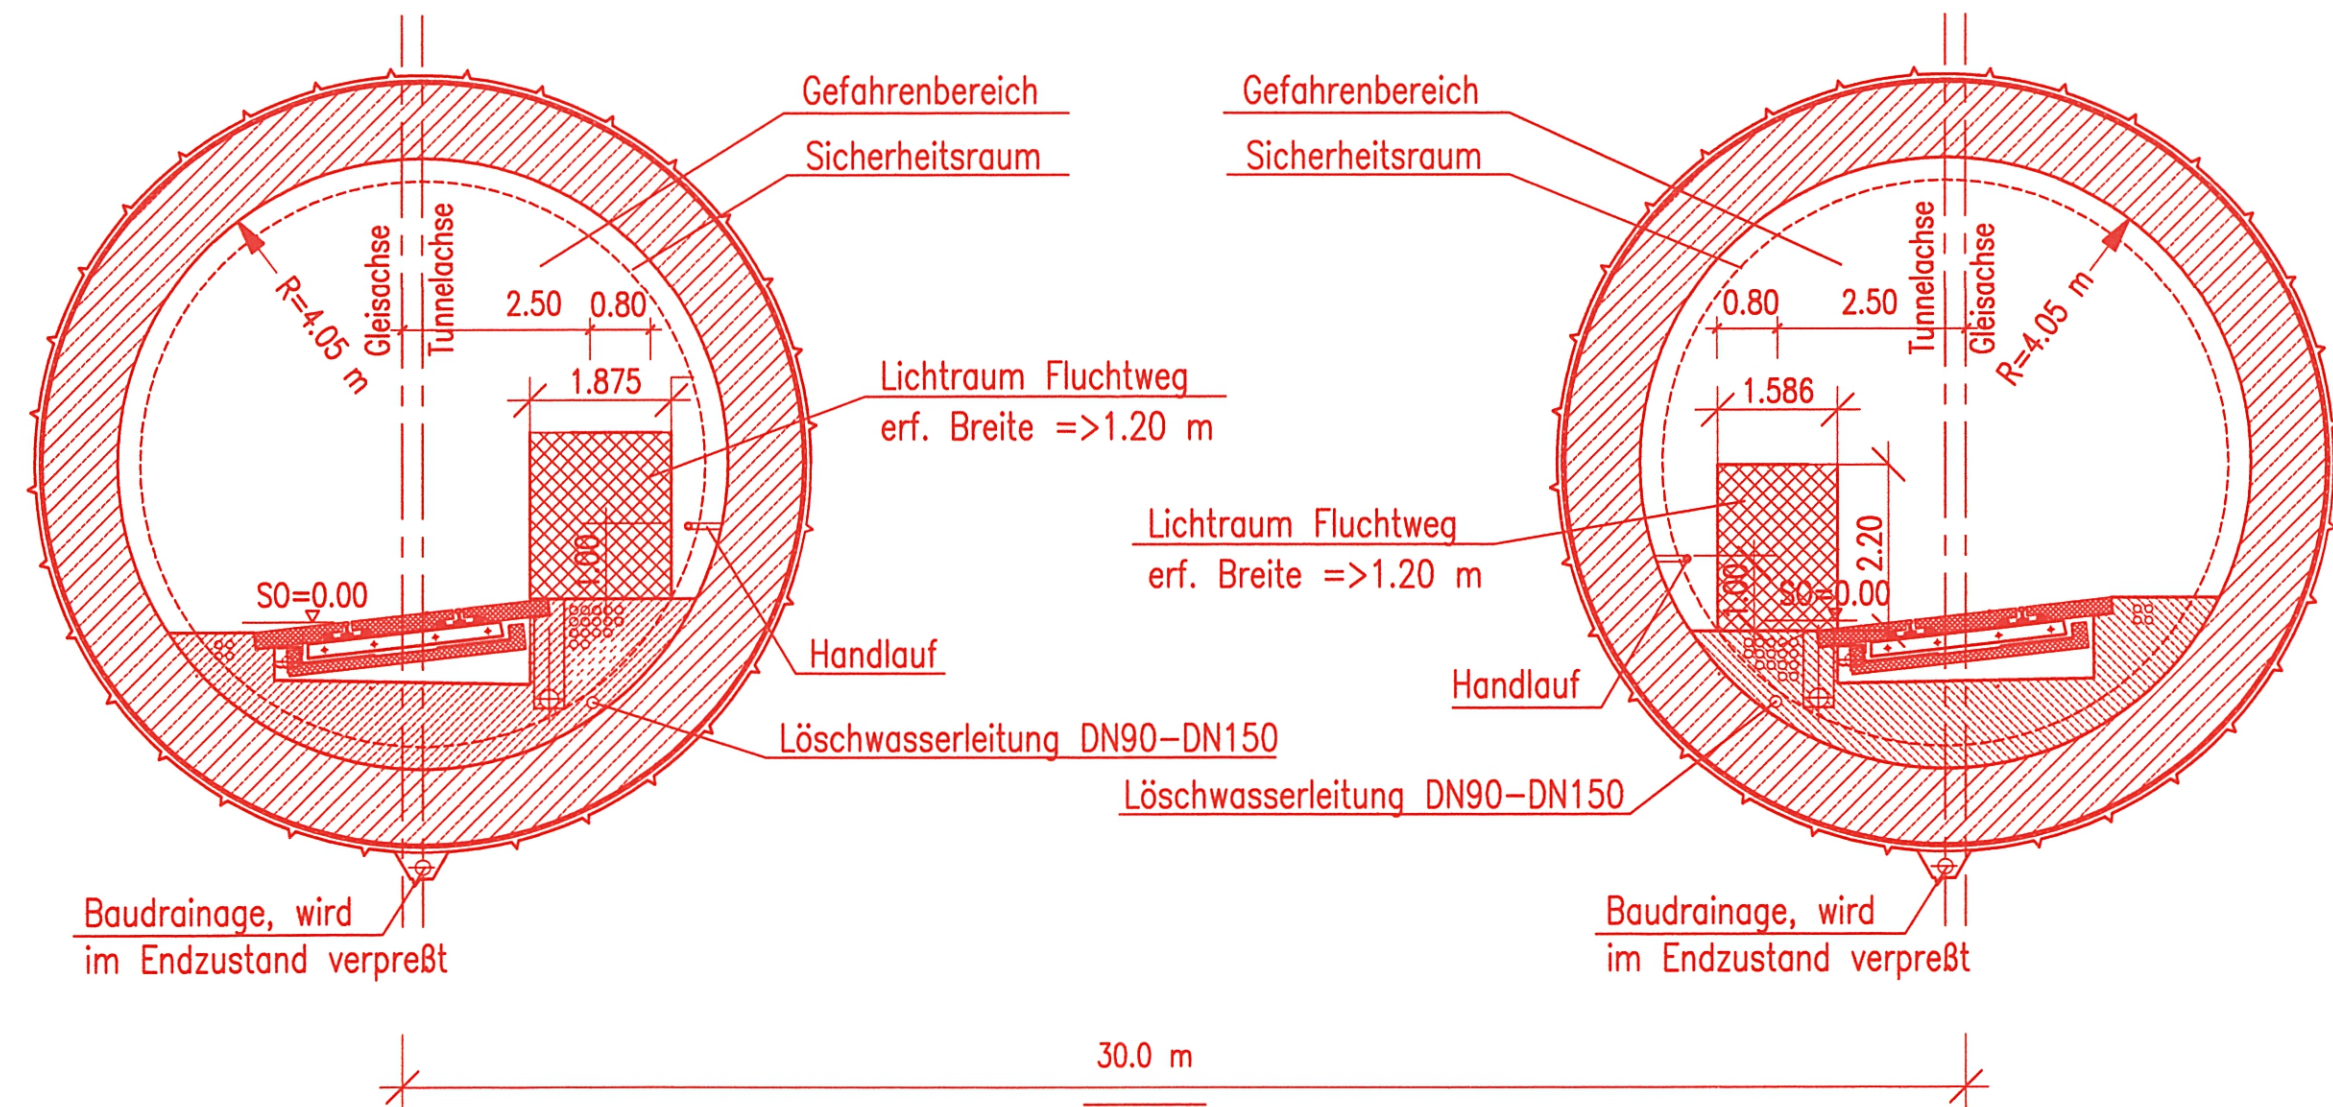 Gefahrenbereich
Sicherheitsraum
Gleisachse
Tunnelachse
R=4.05 m
2.50
0.80
1.875
Lichtraum Fluchtweg
erf. Breite =>1.20 m
1.00
SO=0.00
Handlauf
Löschwasserleitung DN90-DN150
Baudrainage, wird
im Endzustand verpreßt
Gefahrenbereich
Sicherheitsraum
Tunnelachse
Gleisachse
R=4.05 m
0.80
2.50
1.586
Lichtraum Fluchtweg
erf. Breite =>1.20 m
2.20
1.00
SO=0.00
Handlauf
Löschwasserleitung DN90-DN150
Baudrainage, wird
im Endzustand verpreßt
30.0 m